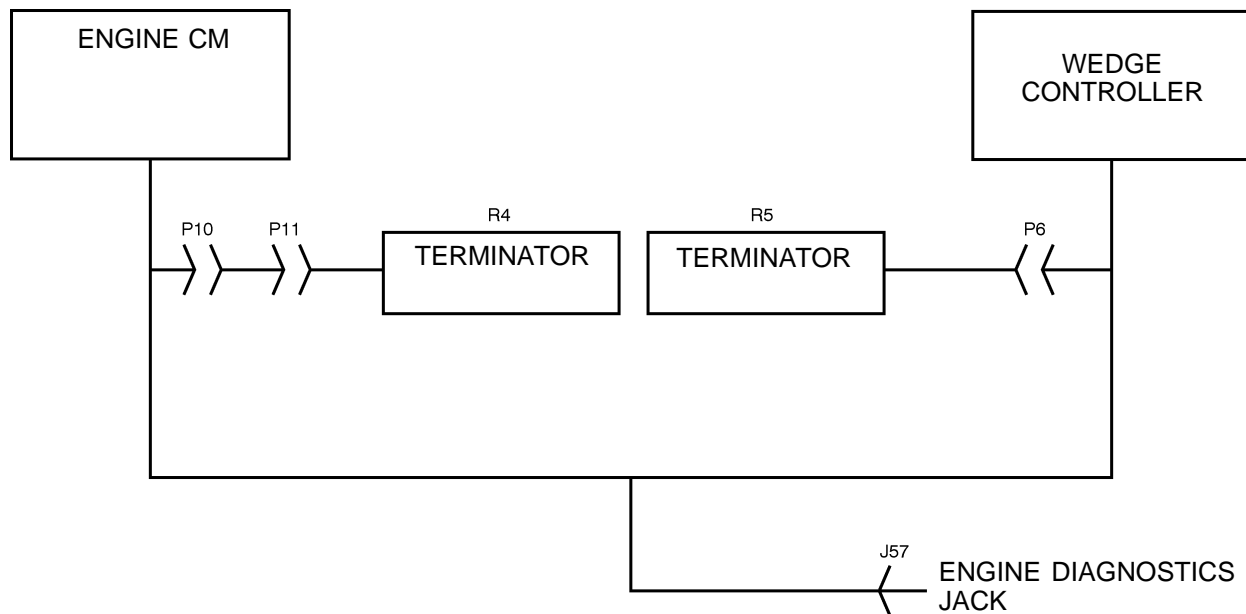 ENGINE CM
WEDGE
CONTROLLER
P10
P11
R4
R5
P6
TERMINATOR
TERMINATOR
J57
ENGINE DIAGNOSTICS
JACK